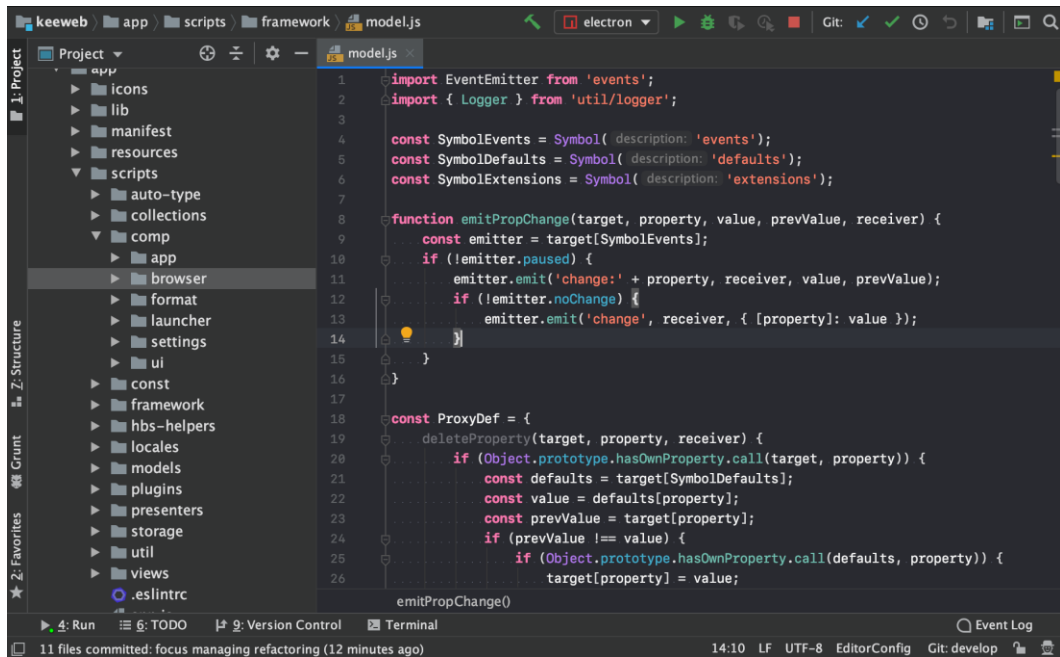 keeweb app scripts framework model.js electron Git:
Project
model.js
1: Project
app
icons
lib
manifest
resources
scripts
auto-type
collections
comp
app
browser
format
launcher
settings
ui
const
framework
hbs-helpers
locales
models
plugins
presenters
storage
util
views
.eslintrc
Z: Structure
Grunt
2: Favorites
1 import EventEmitter from 'events';
2 import { Logger } from 'util/logger';
3
4 const SymbolEvents = Symbol( description: 'events');
5 const SymbolDefaults = Symbol( description: 'defaults');
6 const SymbolExtensions = Symbol( description: 'extensions');
7
8 function emitPropChange(target, property, value, prevValue, receiver) {
9 const emitter = target[SymbolEvents];
10 if (!emitter.paused) {
11 emitter.emit('change:' + property, receiver, value, prevValue);
12 if (!emitter.noChange) {
13 emitter.emit('change', receiver, { [property]: value });
14 }
15 }
16 }
17
18 const ProxyDef = {
19 deleteProperty(target, property, receiver) {
20 if (Object.prototype.hasOwnProperty.call(target, property)) {
21 const defaults = target[SymbolDefaults];
22 const value = defaults[property];
23 const prevValue = target[property];
24 if (prevValue !== value) {
25 if (Object.prototype.hasOwnProperty.call(defaults, property)) {
26 target[property] = value;
emitPropChange()
4: Run 6: TODO 9: Version Control Terminal Event Log
11 files committed: focus managing refactoring (12 minutes ago) 14:10 LF UTF-8 EditorConfig Git: develop